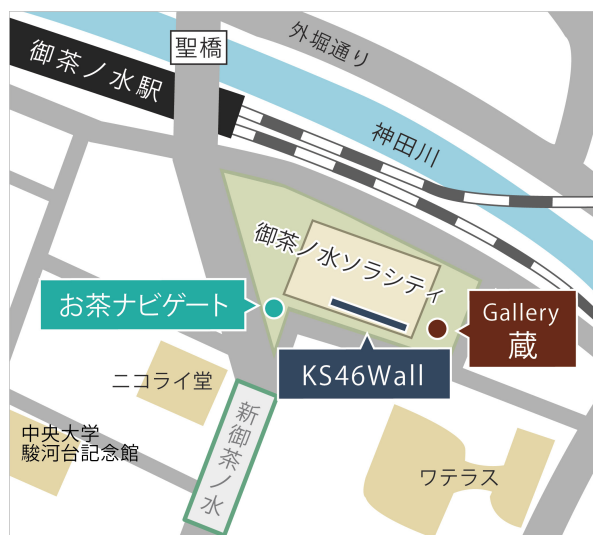 外堀通り
聖橋
御茶ノ水駅
神田川
御茶ノ水ソラシティ
お茶ナビゲート
Gallery
蔵
KS46Wall
ニコライ堂
新御茶ノ水
中央大学
駿河台記念館
ワテラス